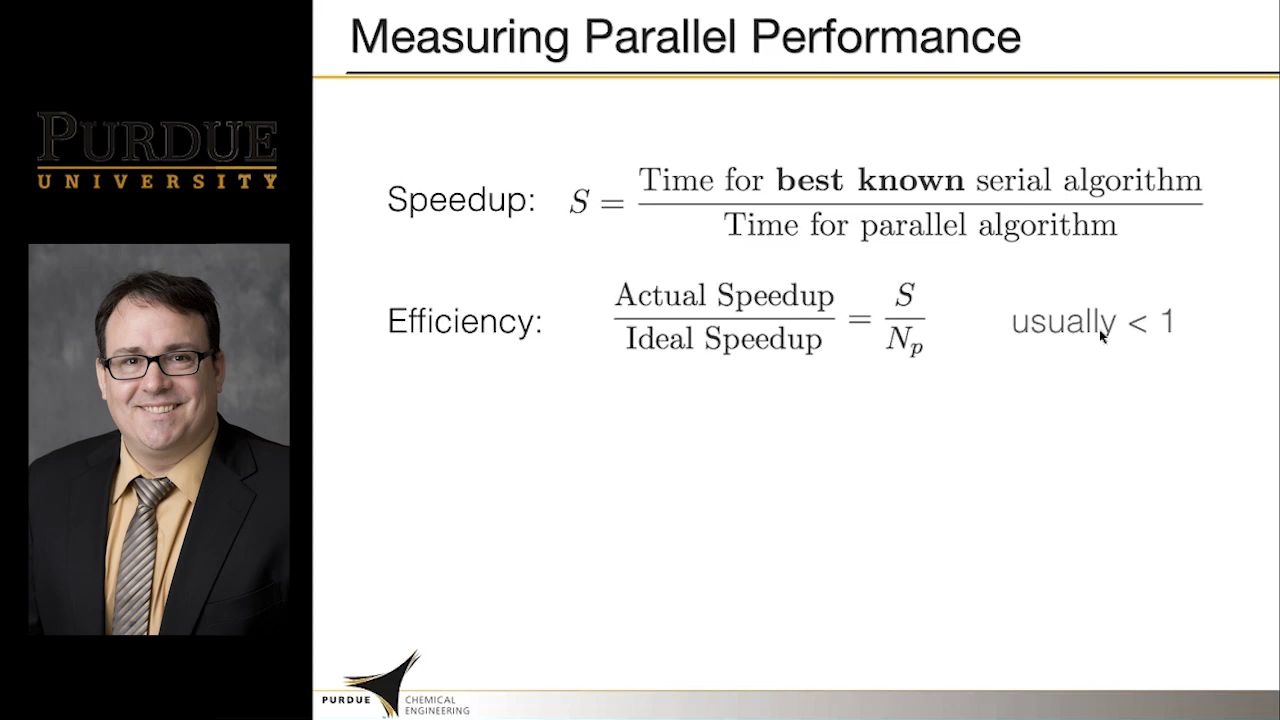 Measuring Parallel Performance
PURDUE
UNIVERSITY
Speedup: S = Time for best known serial algorithm / Time for parallel algorithm
Efficiency: Actual Speedup / Ideal Speedup = S / N_p usually < 1
PURDUE
CHEMICAL
ENGINEERING